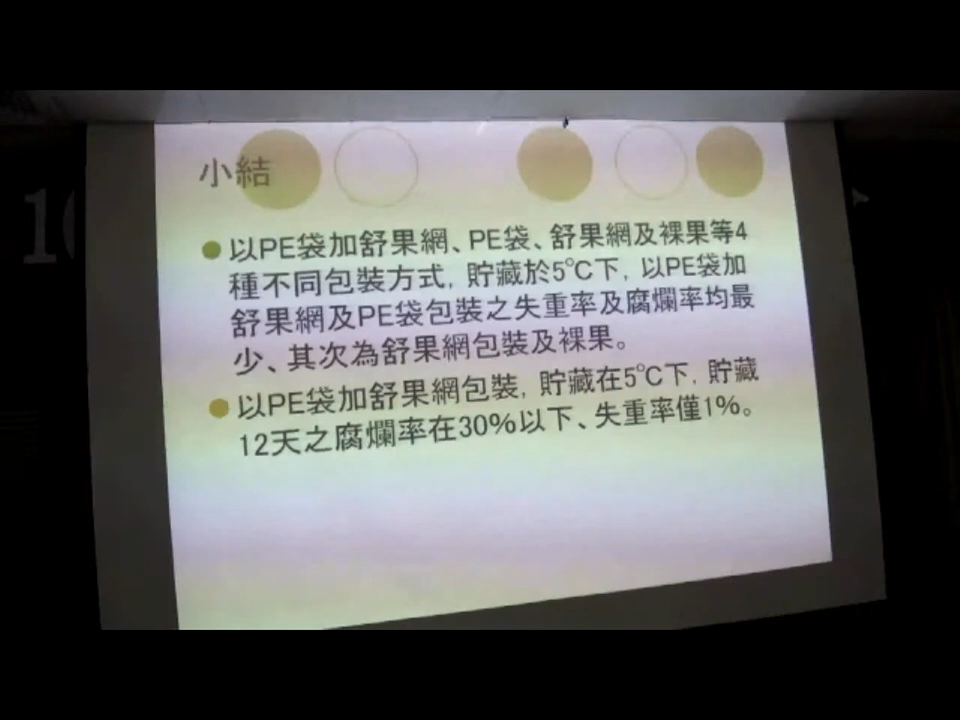 小結
以PE袋加舒果網、PE袋、舒果網及裸果等4
種不同包裝方式，貯藏於5℃下，以PE袋加
舒果網及PE袋包裝之失重率及腐爛率均最
少、其次為舒果網包裝及裸果。
以PE袋加舒果網包裝，貯藏在5℃下，貯藏
12天之腐爛率在30%以下、失重率僅1%。